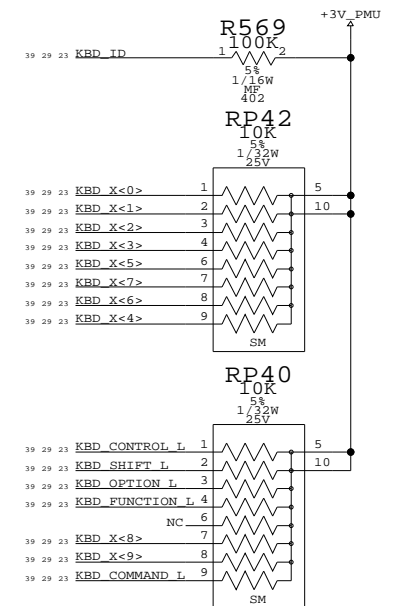 +3V_PMU
R569
100K
39 29 23 KBD_ID 1 2
5%
1/16W
MF
402
RP42
10K
5%
1/32W
25V
39 29 23 KBD_X<0> 1 5
39 29 23 KBD_X<1> 2 10
39 29 23 KBD_X<2> 3
39 29 23 KBD_X<3> 4
39 29 23 KBD_X<5> 6
39 29 23 KBD_X<7> 7
39 29 23 KBD_X<6> 8
39 29 23 KBD_X<4> 9
SM
RP40
10K
5%
1/32W
25V
39 29 23 KBD_CONTROL_L 1 5
39 29 23 KBD_SHIFT_L 2 10
39 29 23 KBD_OPTION_L 3
39 29 23 KBD_FUNCTION_L 4
NC 6
39 29 23 KBD_X<8> 7
39 29 23 KBD_X<9> 8
39 29 23 KBD_COMMAND_L 9
SM